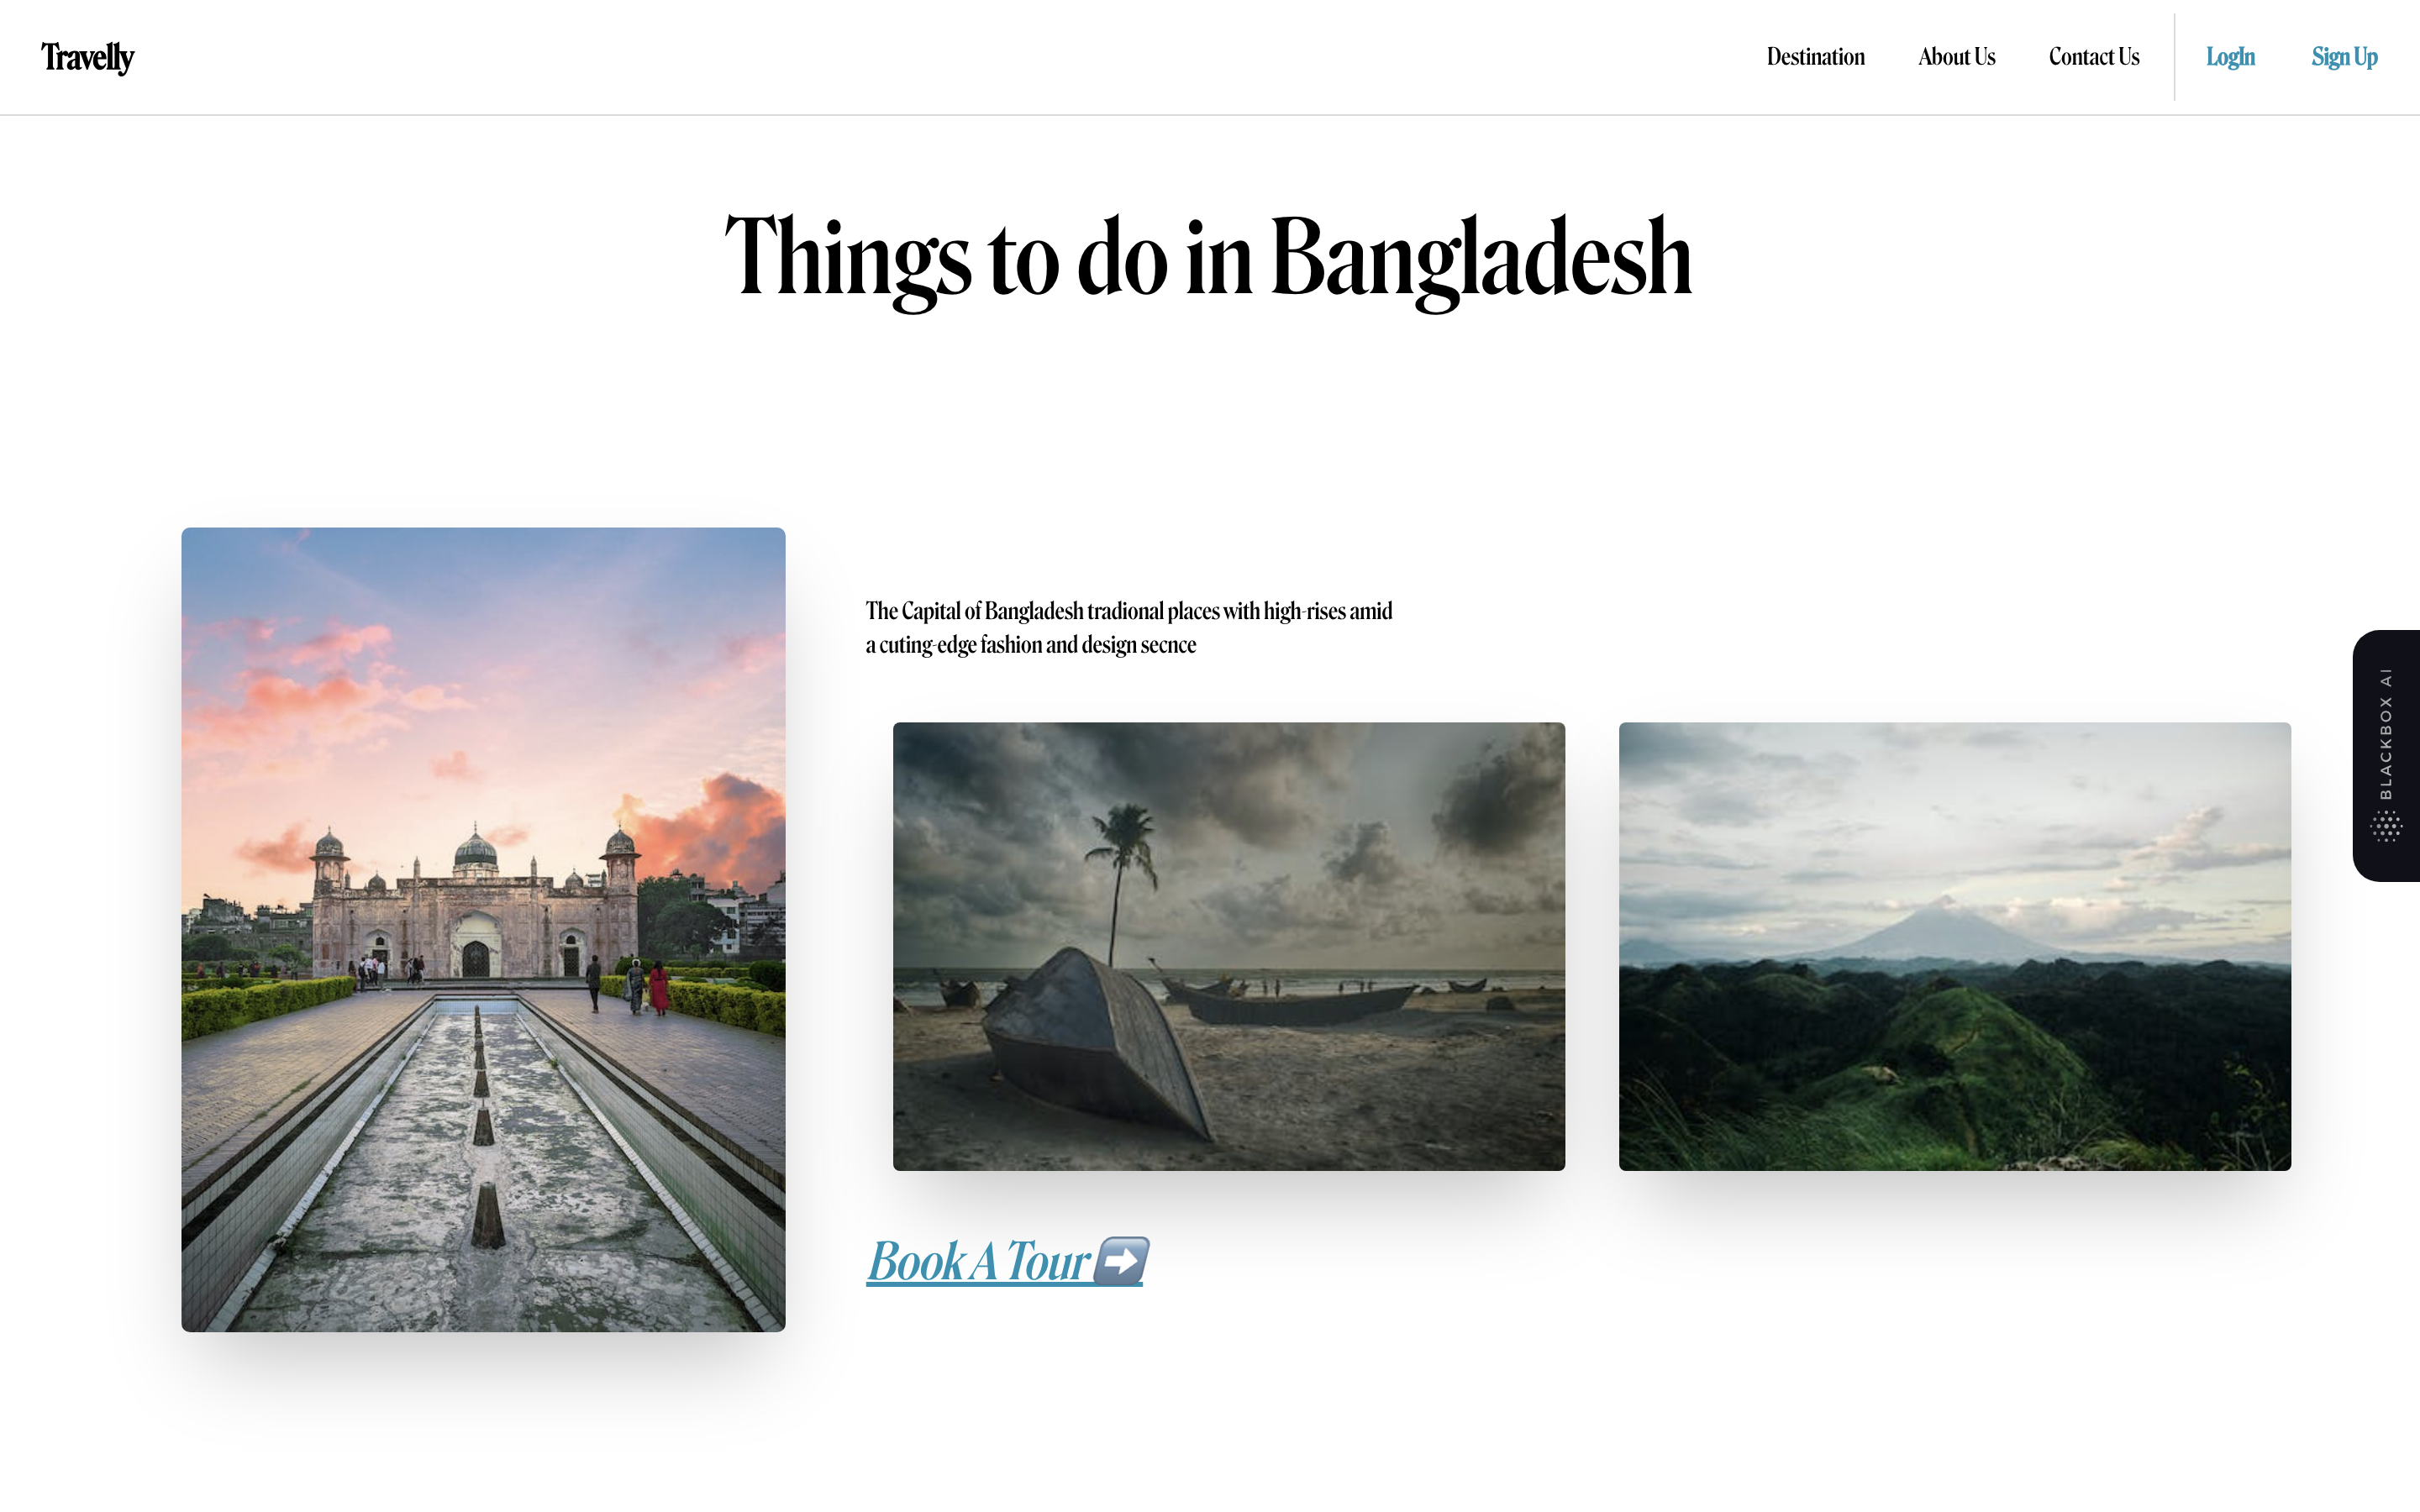 Travelly
Destination
About Us
Contact Us
LogIn
Sign Up
Things to do in Bangladesh
The Capital of Bangladesh tradional places with high-rises amid
a cuting-edge fashion and design secnce
BLACKBOX AI
Book A Tour➡️